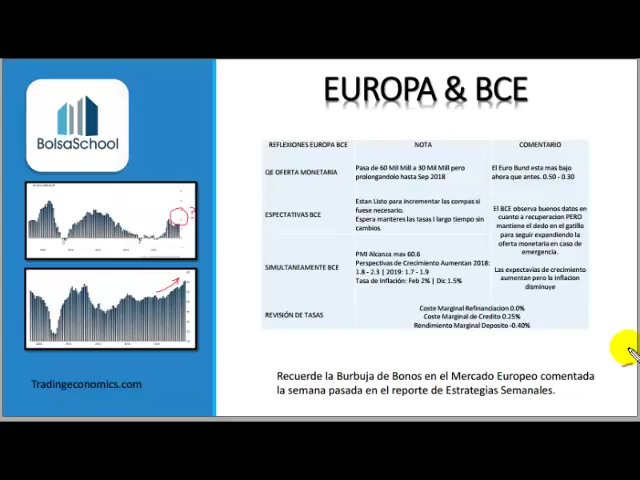 EUROPA & BCE
BolsaSchool
REFLEXIONES EUROPA BCE NOTA COMENTARIO
QE OFERTA MONETARIA
Pasa de 60 Mil Mill a 30 Mil Mill pero
prolongandolo hasta Sep 2018
El Euro Bund esta mas bajo
ahora que antes. 0.50 - 0.30
ESPECTATIVAS BCE
Estan Listo para incrementar las compas si
fuese necesario.
Espera manteres las tasas l largo tiempo sin
cambios.
El BCE observa buenos datos en
cuanto a recuperacion PERO
mantiene el dedo en el gatillo
para seguir expandiendo la
oferta monetaria en caso de
emergencia.
SIMULTANEAMENTE BCE
PMI Alcanza mas 60.6
Perspectivas de Crecimiento Aumentan 2018:
1.8 - 2.3 | 2019: 1.7 - 1.9
Tasa de Inflación: Feb 2% | Dic 1.5%
Las expectavias de crecimiento
aumentan pero la Inflacion
disminuye
REVISIÓN DE TASAS
Coste Marginal Refinanciacion 0.0%
Coste Marginal de Credito 0.25%
Rendimiento Marginal Deposito -0.40%
Tradingeconomics.com
Recuerde la Burbuja de Bonos en el Mercado Europeo comentada
la semana pasada en el reporte de Estrategias Semanales.